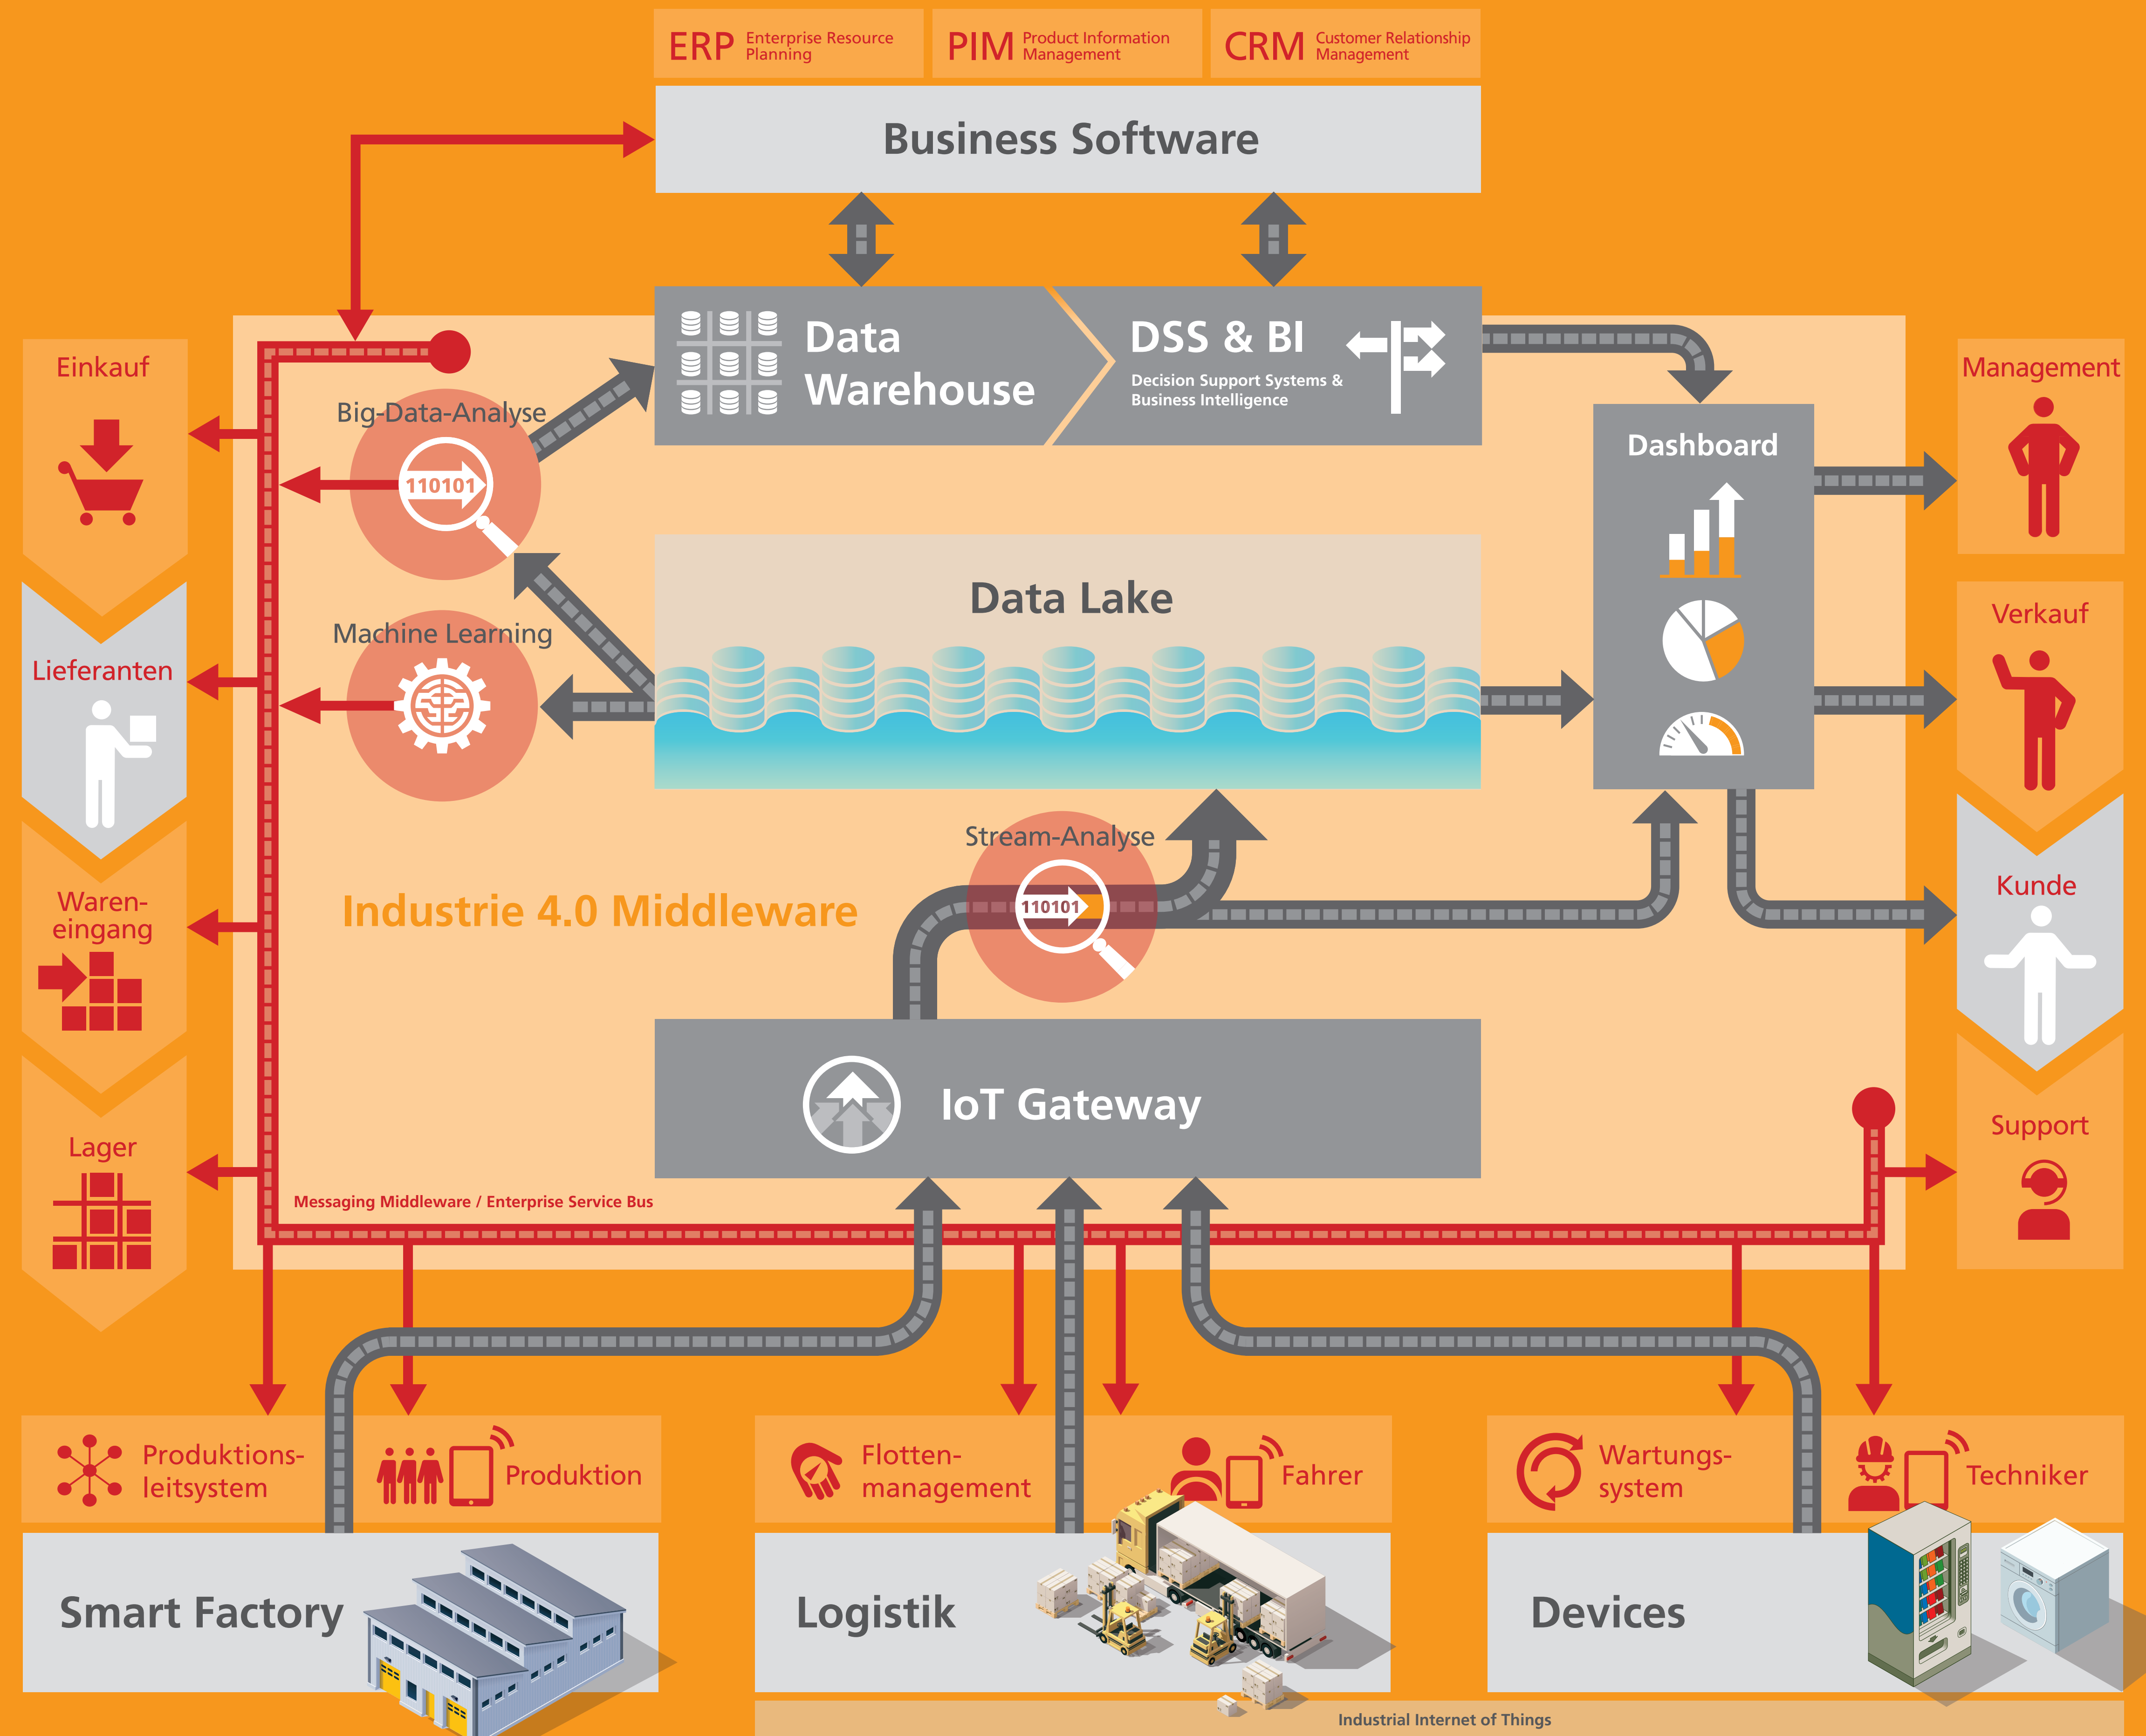 ERP Enterprise Resource
Planning
PIM Product Information
Management
CRM Customer Relationship
Management
Business Software
Data
Warehouse
DSS & BI
Decision Support Systems &
Business Intelligence
Einkauf
Big-Data-Analyse
110101
Dashboard
Management
Data Lake
Machine Learning
Lieferanten
Verkauf
Stream-Analyse
110101
Industrie 4.0 Middleware
Waren-
eingang
Kunde
IoT Gateway
Lager
Support
Messaging Middleware / Enterprise Service Bus
Produktions-
leitsystem
Produktion
Flotten-
management
Fahrer
Wartungs-
system
Techniker
Smart Factory
Logistik
Devices
Industrial Internet of Things